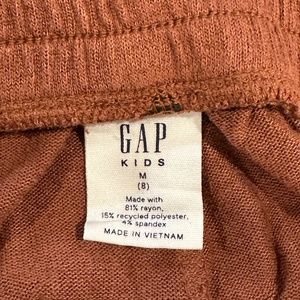 GAP
KIDS
M
(8)
Made with
81% rayon,
15% recycled polyester,
4% spandex
MADE IN VIETNAM